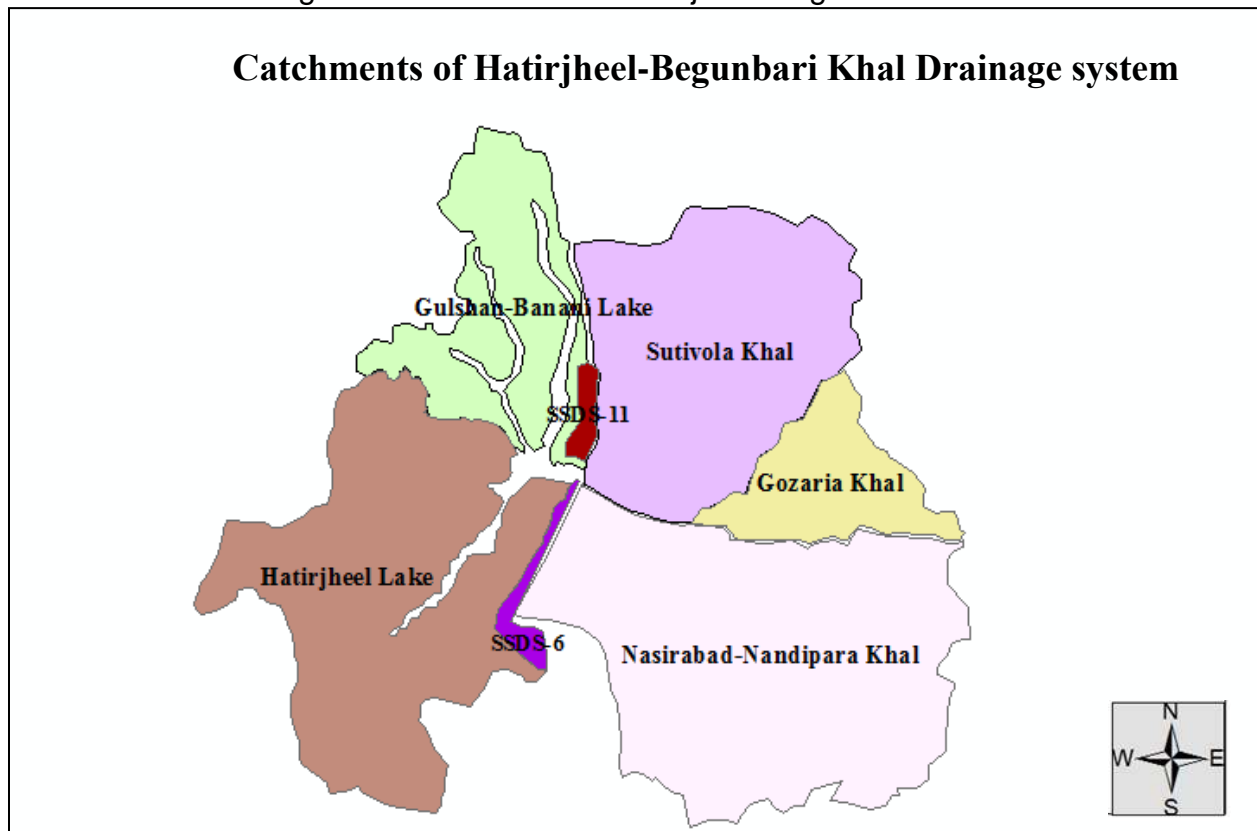 Catchments of Hatirjheel-Begunbari Khal Drainage system
Gulshan-Banani Lake
Sutivola Khal
SSDS-11
Gozaria Khal
Hatirjheel Lake
SSDS-6
Nasirabad-Nandipara Khal
N
W E
S